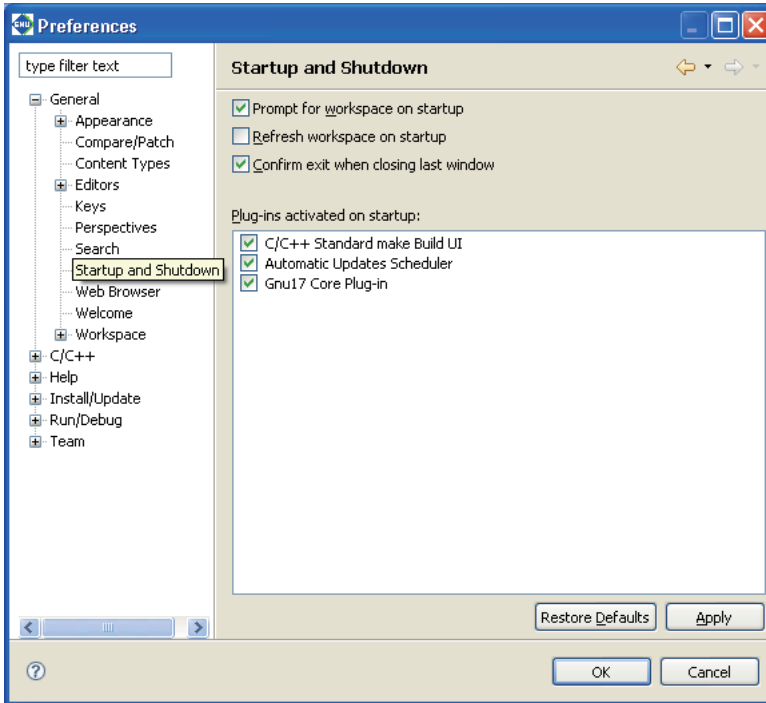 GNU Preferences
type filter text
General
Appearance
Compare/Patch
Content Types
Editors
Keys
Perspectives
Search
Startup and Shutdown
Web Browser
Welcome
Workspace
C/C++
Help
Install/Update
Run/Debug
Team
Startup and Shutdown
Prompt for workspace on startup
Refresh workspace on startup
Confirm exit when closing last window
Plug-ins activated on startup:
C/C++ Standard make Build UI
Automatic Updates Scheduler
Gnu17 Core Plug-in
Restore Defaults Apply
? OK Cancel